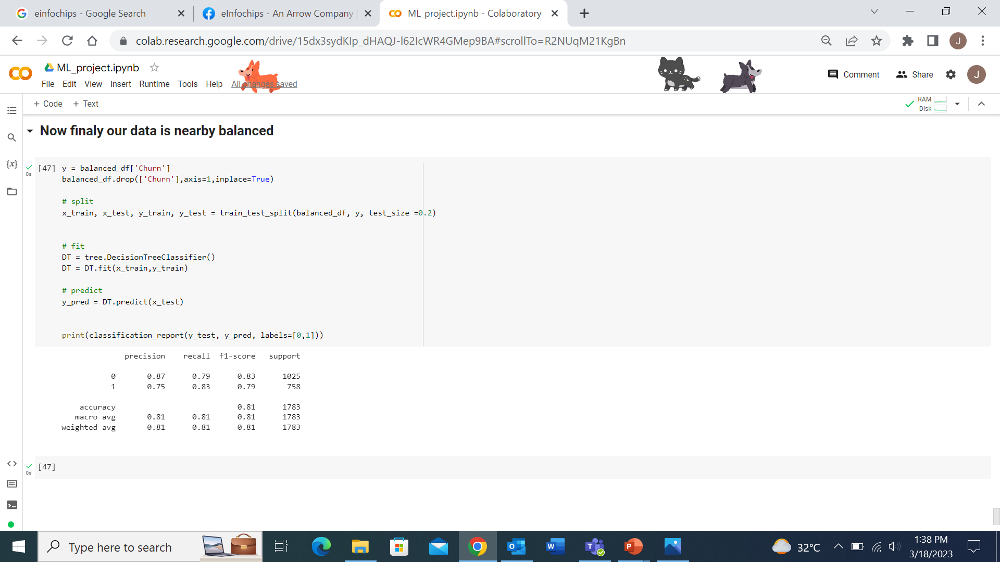 einfochips - Google Search
eInfochips - An Arrow Company
ML_project.ipynb - Colaboratory
colab.research.google.com/drive/15dx3sydKIp_dHAQJ-l62IcWR4GMep9BA#scrollTo=R2NUqM21KgBn
J
ML_project.ipynb
File Edit View Insert Runtime Tools Help All changes saved
Comment Share J
+ Code + Text
RAM
Disk
Now finaly our data is nearby balanced
{x}
0s
[47] y = balanced_df['Churn']
balanced_df.drop(['Churn'],axis=1,inplace=True)
# split
x_train, x_test, y_train, y_test = train_test_split(balanced_df, y, test_size =0.2)
# fit
DT = tree.DecisionTreeClassifier()
DT = DT.fit(x_train,y_train)
# predict
y_pred = DT.predict(x_test)
print(classification_report(y_test, y_pred, labels=[0,1]))
precision recall f1-score support
0 0.87 0.79 0.83 1025
1 0.75 0.83 0.79 758
accuracy 0.81 1783
macro avg 0.81 0.81 0.81 1783
weighted avg 0.81 0.81 0.81 1783
[47]
0s
Type here to search
32°C
1:38 PM
3/18/2023